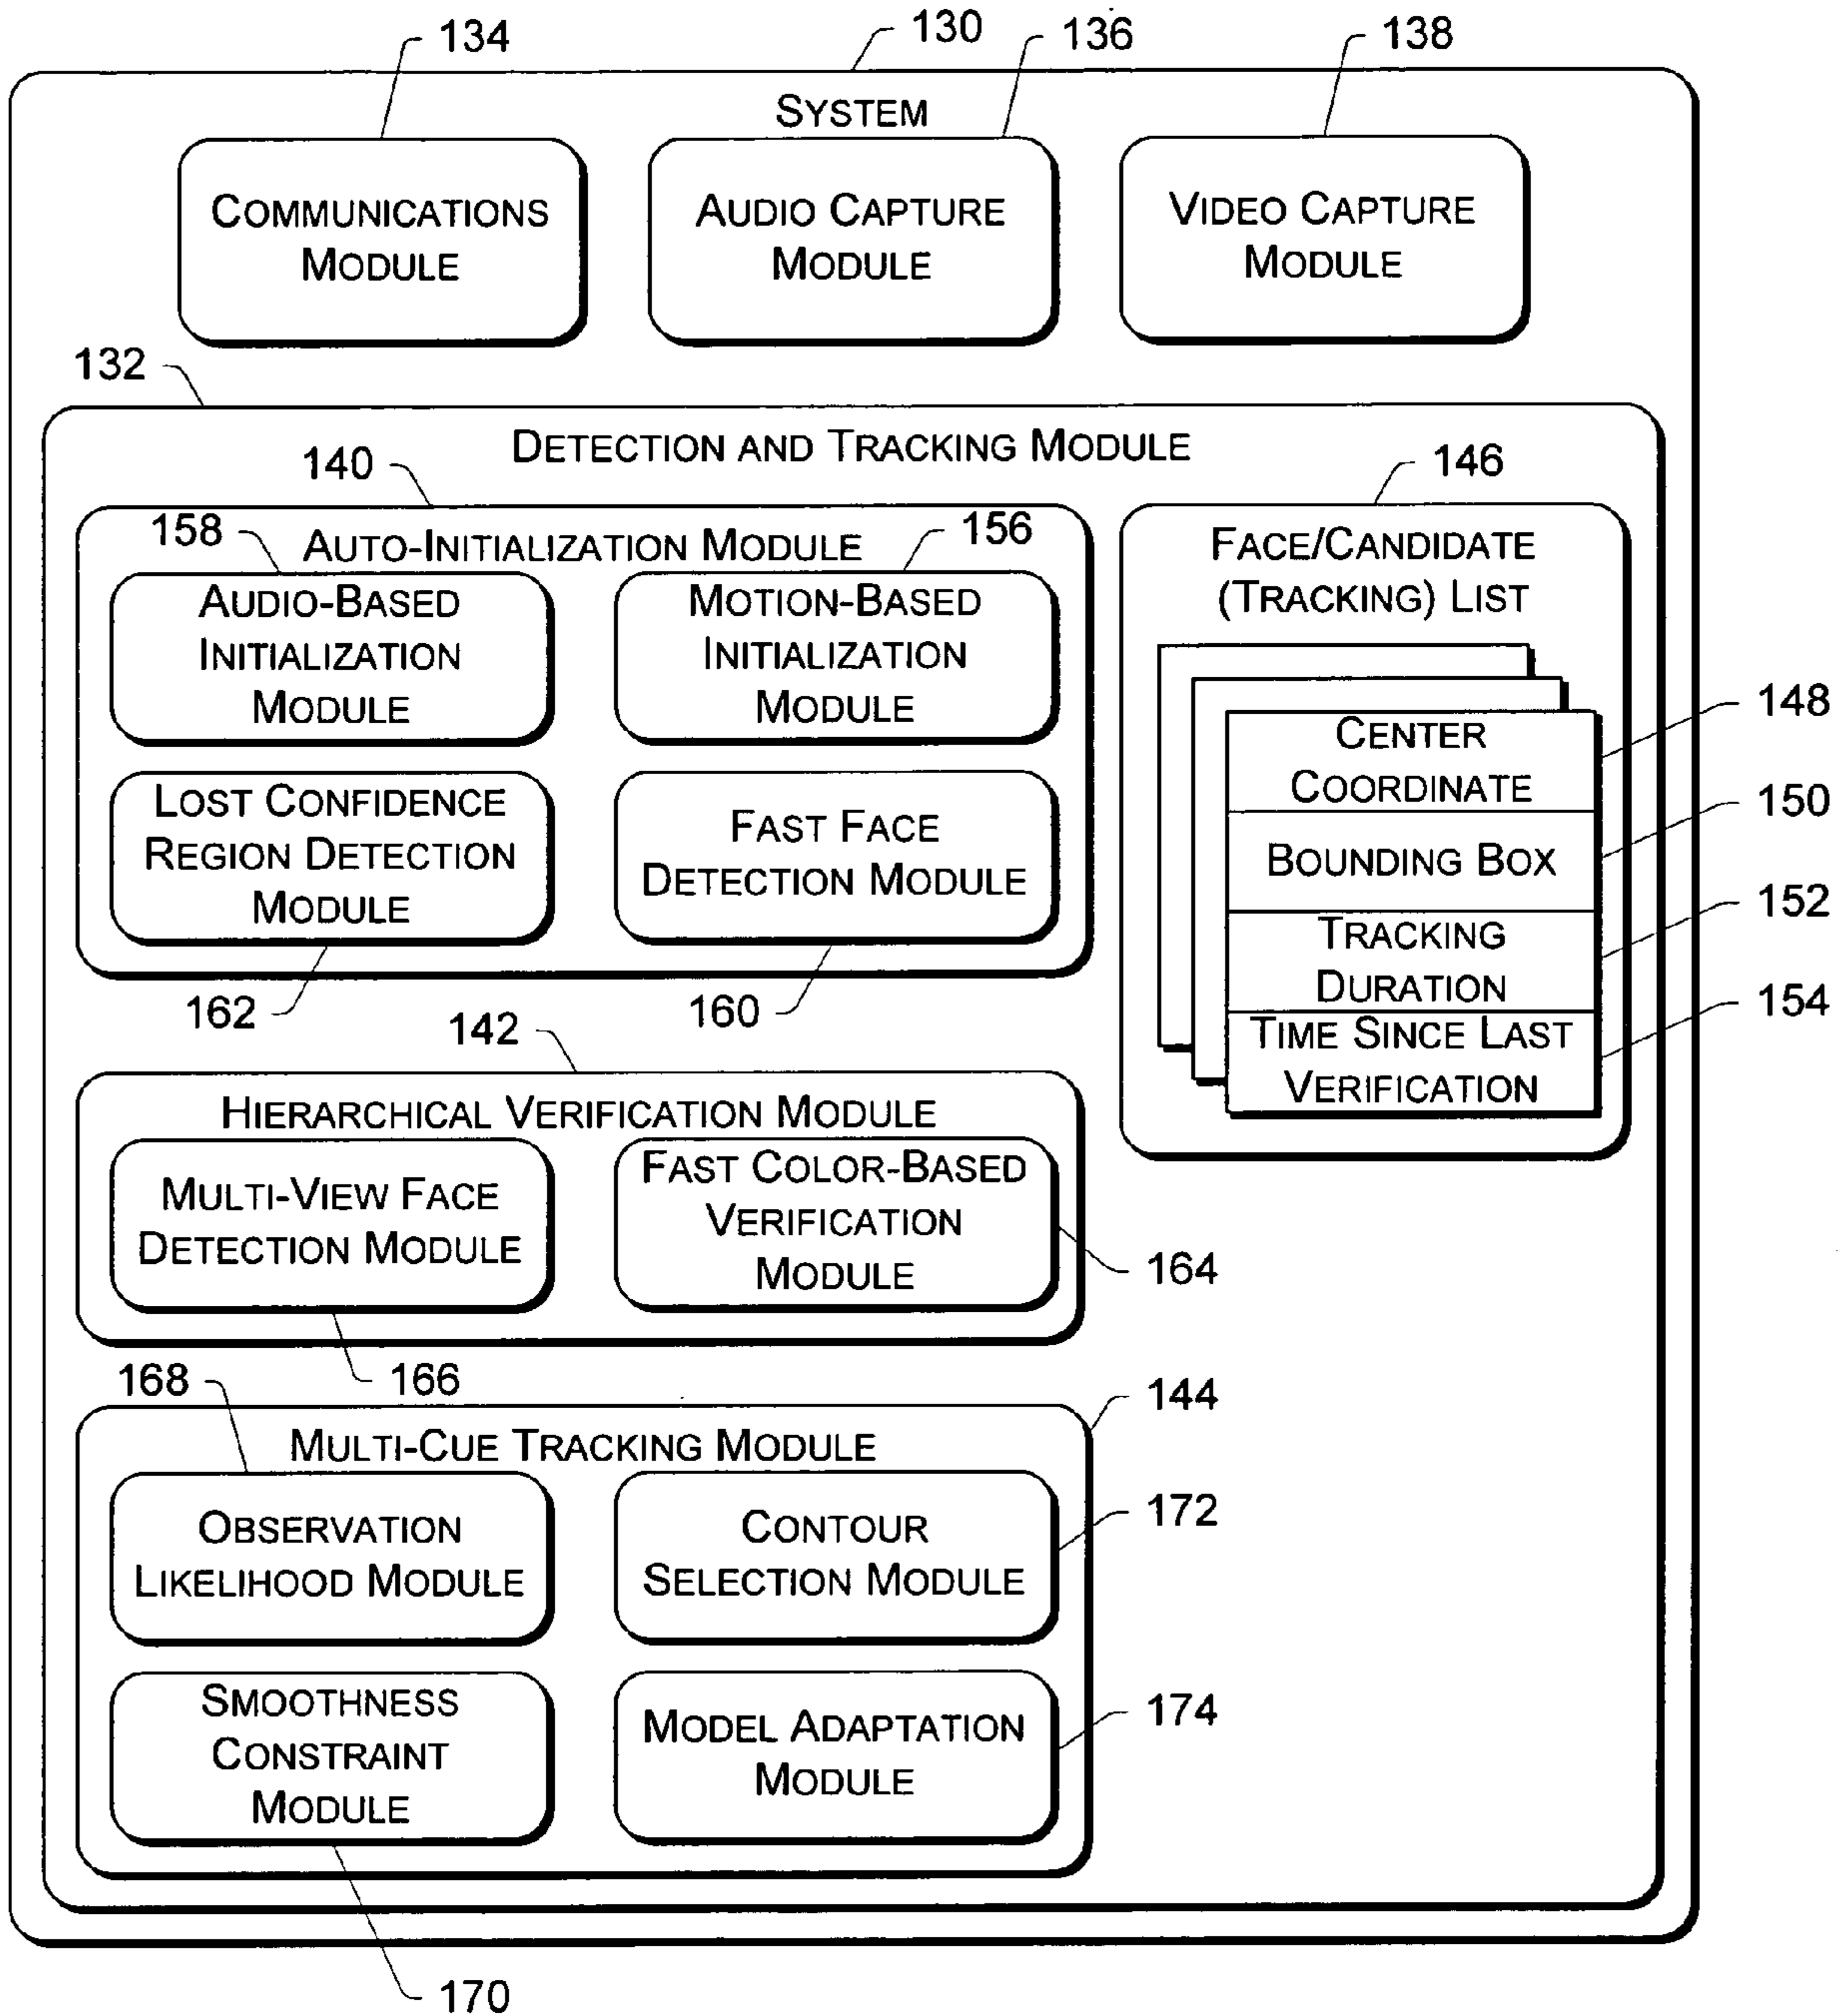 134
130
136
138
SYSTEM
COMMUNICATIONS
MODULE
AUDIO CAPTURE
MODULE
VIDEO CAPTURE
MODULE
132
DETECTION AND TRACKING MODULE
140
146
158
AUTO-INITIALIZATION MODULE
156
AUDIO-BASED
INITIALIZATION
MODULE
MOTION-BASED
INITIALIZATION
MODULE
LOST CONFIDENCE
REGION DETECTION
MODULE
FAST FACE
DETECTION MODULE
162
160
FACE/CANDIDATE
(TRACKING) LIST
CENTER
COORDINATE
148
BOUNDING BOX
150
TRACKING
DURATION
152
TIME SINCE LAST
VERIFICATION
154
142
HIERARCHICAL VERIFICATION MODULE
MULTI-VIEW FACE
DETECTION MODULE
FAST COLOR-BASED
VERIFICATION
MODULE
164
166
168
144
MULTI-CUE TRACKING MODULE
OBSERVATION
LIKELIHOOD MODULE
CONTOUR
SELECTION MODULE
172
SMOOTHNESS
CONSTRAINT
MODULE
MODEL ADAPTATION
MODULE
174
170